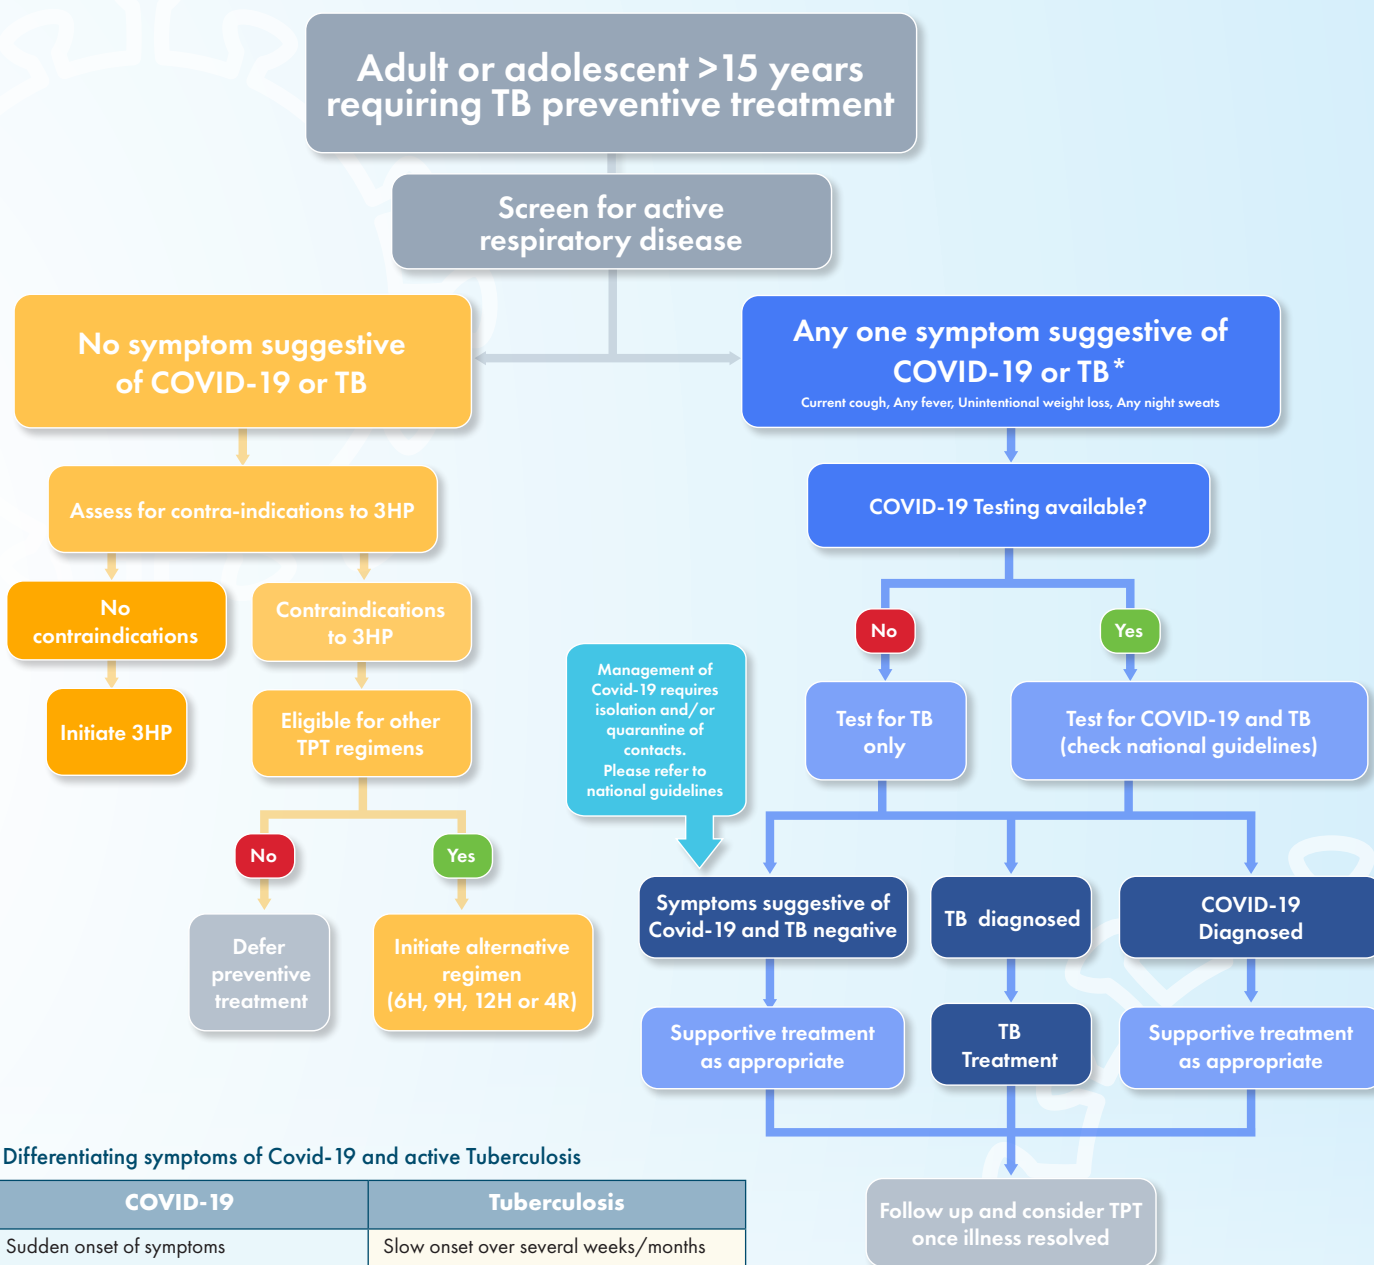 Adult or adolescent >15 years
requiring TB preventive treatment
Screen for active
respiratory disease
No symptom suggestive
of COVID-19 or TB
Any one symptom suggestive of
COVID-19 or TB*
Current cough, Any fever, Unintentional weight loss, Any night sweats
Assess for contra-indications to 3HP
COVID-19 Testing available?
No
contraindications
Contraindications
to 3HP
No
Yes
Initiate 3HP
Eligible for other
TPT regimens
Management of
Covid-19 requires
isolation and/or
quarantine of
contacts.
Please refer to
national guidelines
Test for TB
only
Test for COVID-19 and TB
(check national guidelines)
No
Yes
Defer
preventive
treatment
Initiate alternative
regimen
(6H, 9H, 12H or 4R)
Symptoms suggestive of
Covid-19 and TB negative
TB diagnosed
COVID-19
Diagnosed
Supportive treatment
as appropriate
TB
Treatment
Supportive treatment
as appropriate
Follow up and consider TPT
once illness resolved
Differentiating symptoms of Covid-19 and active Tuberculosis
COVID-19
Tuberculosis
Sudden onset of symptoms
Slow onset over several weeks/months